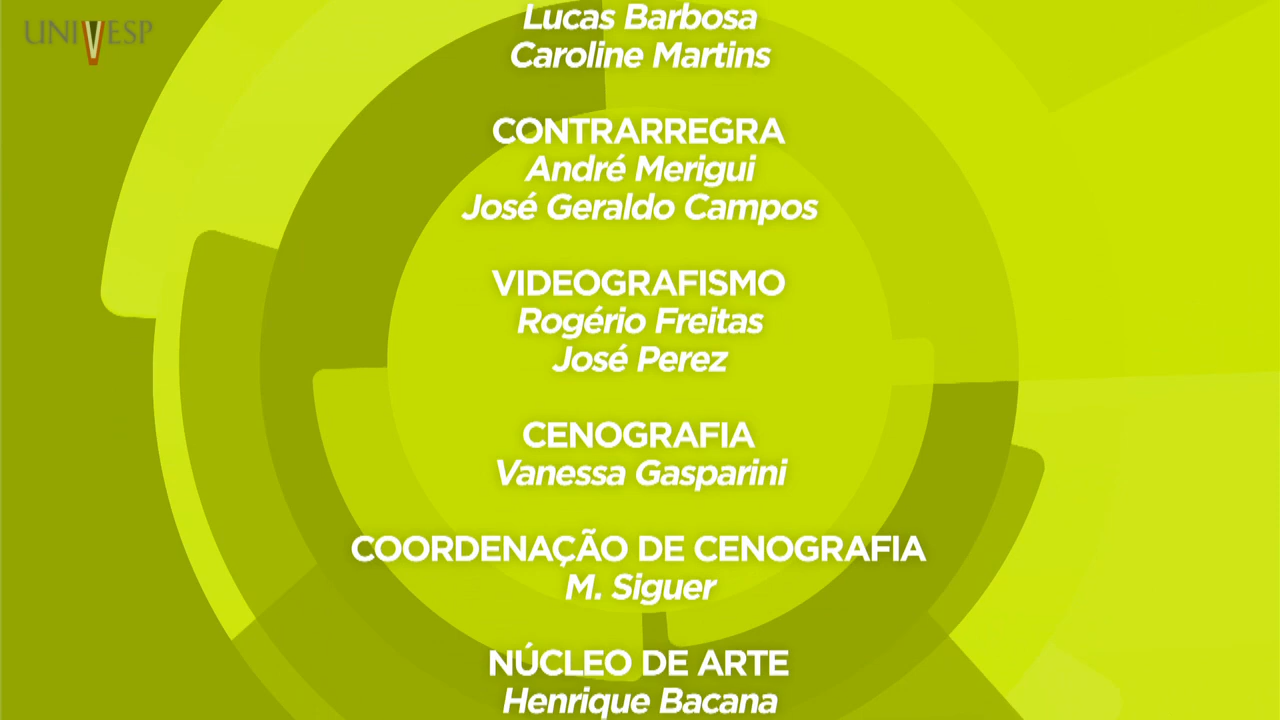 UNIVESP
Lucas Barbosa
Caroline Martins
CONTRARREGRA
André Merigui
José Geraldo Campos
VIDEOGRAFISMO
Rogério Freitas
José Perez
CENOGRAFIA
Vanessa Gasparini
COORDENAÇÃO DE CENOGRAFIA
M. Siguer
NÚCLEO DE ARTE
Henrique Bacana